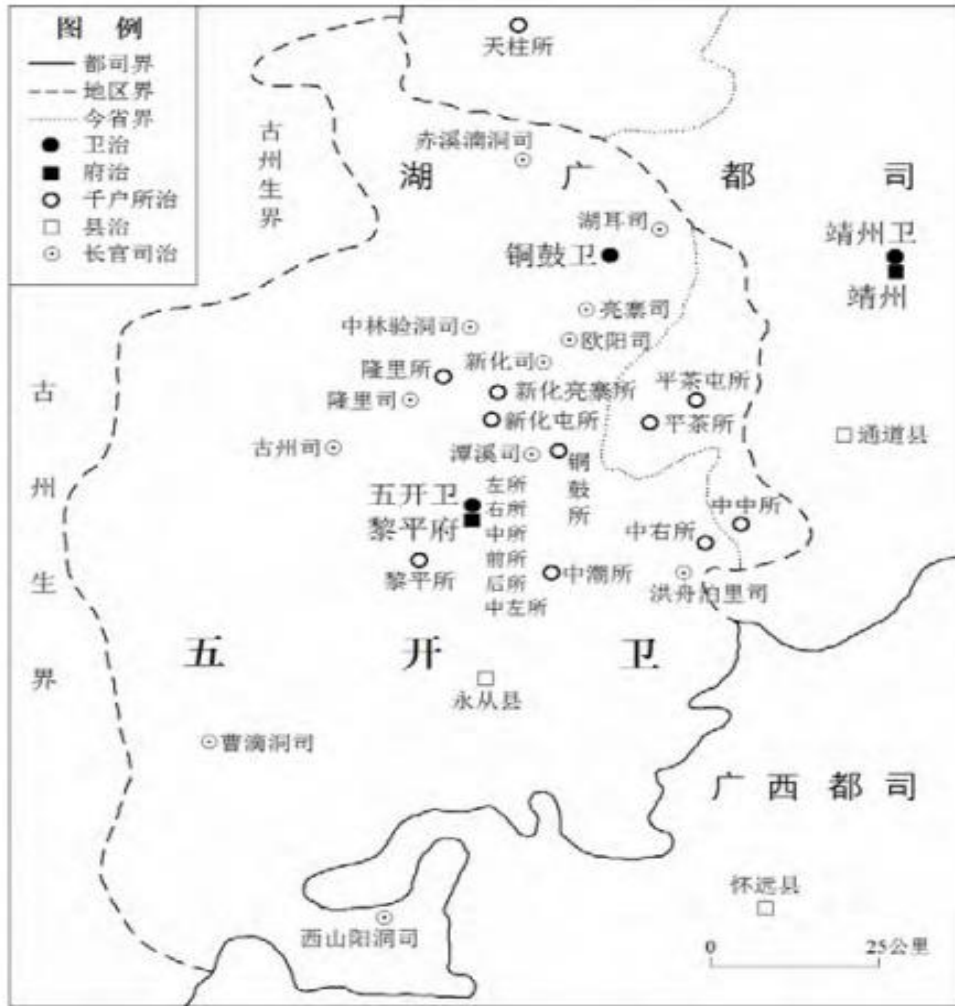 图 例
都司界
地区界
今省界
卫治
府治
千户所治
县治
长官司治
天柱所
古州生界
赤溪湳洞司
湖 广 都 司
湖耳司
铜鼓卫
靖州卫
靖州
亮寨司
中林验洞司
欧阳司
新化司
隆里所
新化亮寨所
平茶屯所
隆里司
新化屯所
平茶所
古州司
潭溪司
铜鼓所
通道县
古州生界
五开卫
黎平府
左所
右所
中所
前所
后所
中左所
中中所
中右所
黎平所
中潮所
洪舟泊里司
五 开 卫
永从县
曹滴洞司
广西都司
怀远县
西山阳洞司
0 25公里